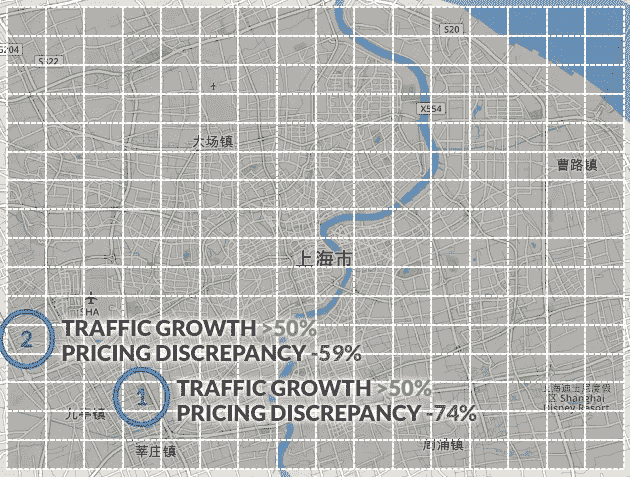 S20
G204
S322
X554
大场镇
曹路镇
上海市
SHA
2 TRAFFIC GROWTH >50%
PRICING DISCREPANCY -59%
1 TRAFFIC GROWTH >50%
PRICING DISCREPANCY -74%
上海迪士尼度假
区 Shanghai
Disney Resort
九亭镇
周浦镇
莘庄镇